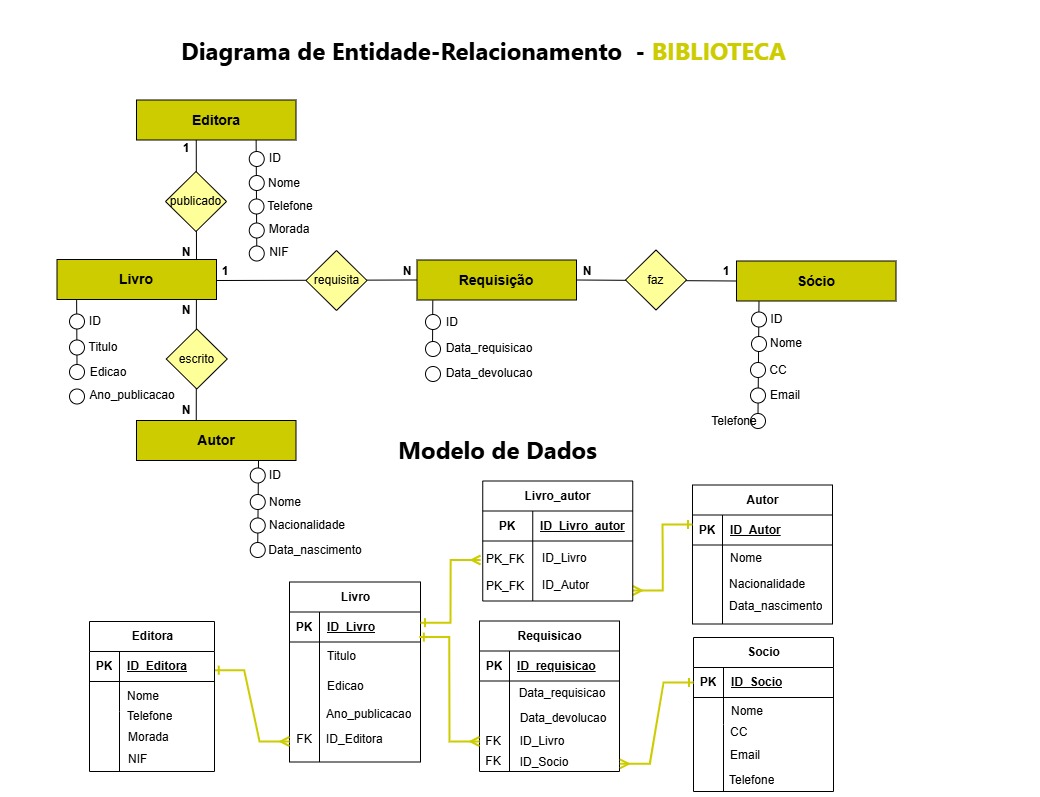 Diagrama de Entidade-Relacionamento - BIBLIOTECA
Editora
1
ID
Nome
Telefone
Morada
NIF
publicado
N
Livro
1
requisita
N
Requisição
N
faz
1
Sócio
ID
Titulo
Edicao
Ano_publicacao
N
escrito
N
ID
Data_requisicao
Data_devolucao
ID
Nome
CC
Email
Telefone
Autor
ID
Nome
Nacionalidade
Data_nascimento
Modelo de Dados
Livro_autor
PK ID_Livro_autor
PK_FK ID_Livro
PK_FK ID_Autor
Autor
PK ID_Autor
Nome
Nacionalidade
Data_nascimento
Livro
PK ID_Livro
Titulo
Edicao
Ano_publicacao
FK ID_Editora
Editora
PK ID_Editora
Nome
Telefone
Morada
NIF
Requisicao
PK ID_requisicao
Data_requisicao
Data_devolucao
FK ID_Livro
FK ID_Socio
Socio
PK ID_Socio
Nome
CC
Email
Telefone